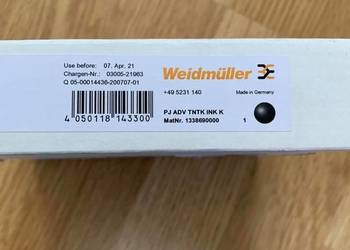 Use before: 07. Apr. 21
Chargen-Nr.: 03005-21963
Q 05-00014436-200707-01
4 050118 143300
Weidmüller
+49 5231 140
Made in Germany
PJ ADV TNTK INK K
MatNr. 1338690000 1